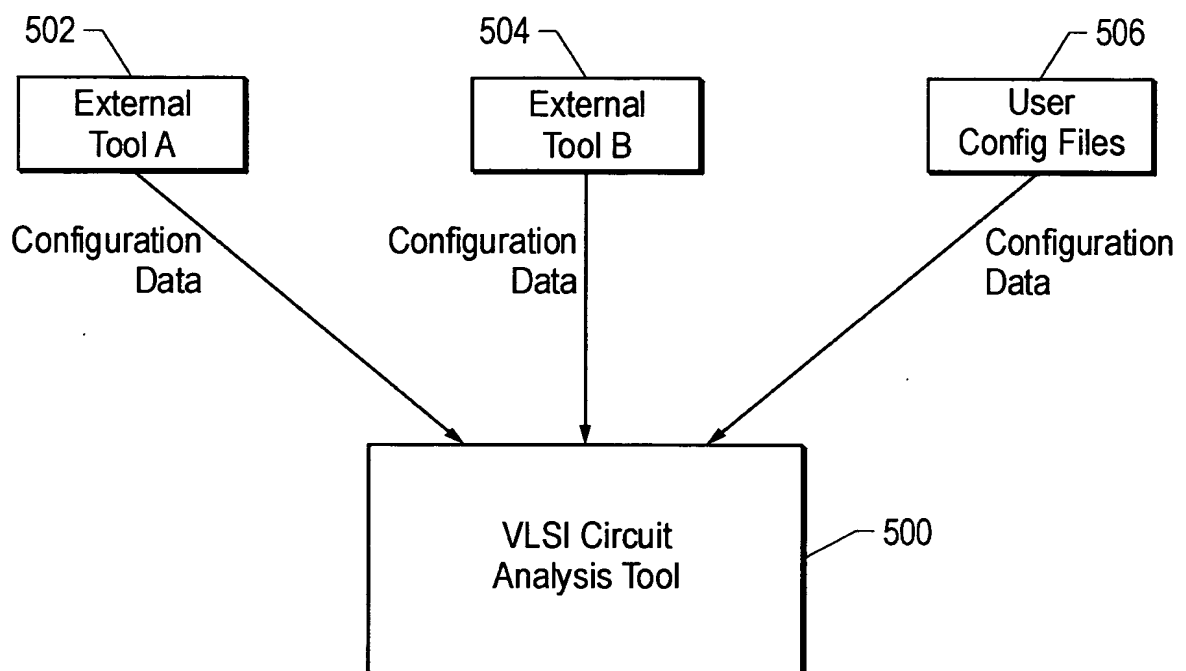 502
504
506
External
Tool A
External
Tool B
User
Config Files
Configuration
Data
Configuration
Data
Configuration
Data
VLSI Circuit
Analysis Tool
500